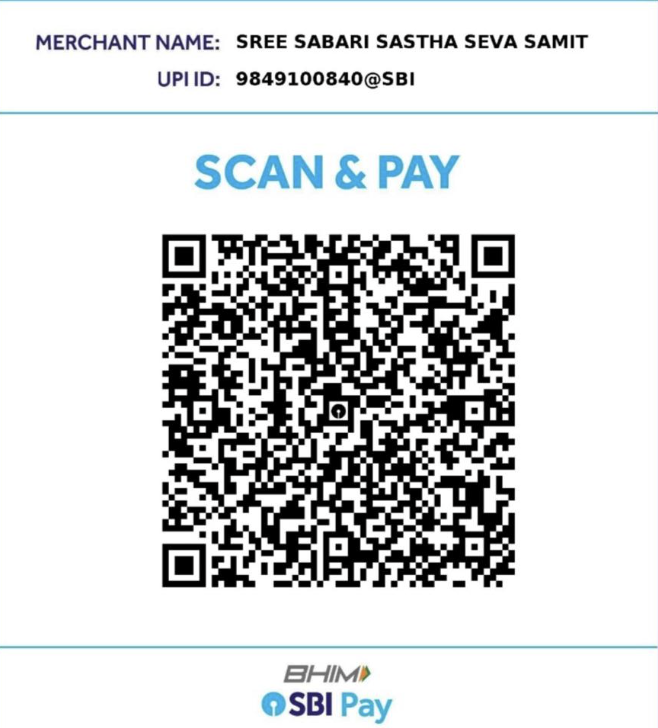 MERCHANT NAME: SREE SABARI SASTHA SEVA SAMIT
UPI ID: 9849100840@SBI
SCAN & PAY
BHIM
SBI Pay